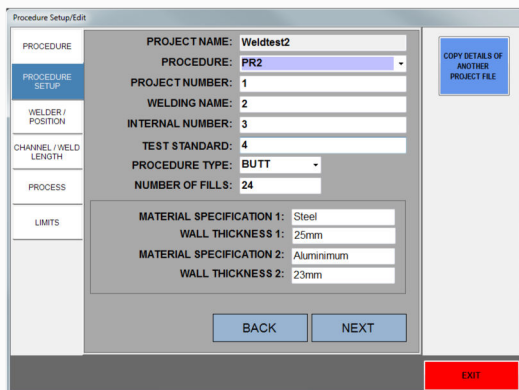 Procedure Setup/Edit
PROCEDURE
PROCEDURE
SETUP
WELDER /
POSITION
CHANNEL / WELD
LENGTH
PROCESS
LIMITS
PROJECT NAME: Weldtest2
PROCEDURE: PR2
PROJECT NUMBER: 1
WELDING NAME: 2
INTERNAL NUMBER: 3
TEST STANDARD: 4
PROCEDURE TYPE: BUTT
NUMBER OF FILLS: 24
MATERIAL SPECIFICATION 1: Steel
WALL THICKNESS 1: 25mm
MATERIAL SPECIFICATION 2: Aluminimum
WALL THICKNESS 2: 23mm
BACK NEXT
COPY DETAILS OF
ANOTHER
PROJECT FILE
EXIT